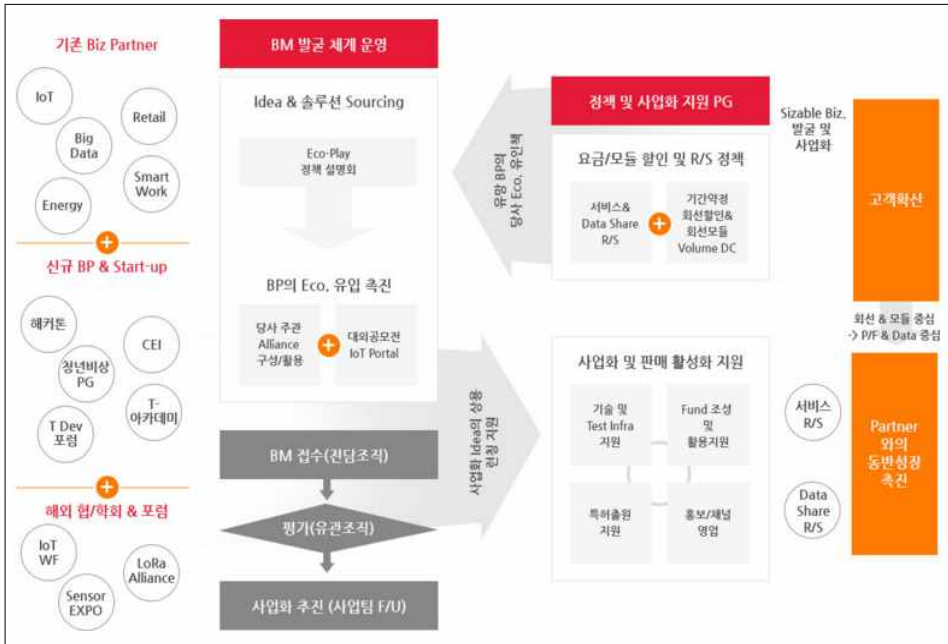 기존 Biz Partner
IoT
Retail
Big
Data
Smart
Work
Energy
신규 BP & Start-up
해커톤
CEI
청년비상
PG
T-
아카데미
T Dev
포럼
해외 협/학회 & 포럼
IoT
WF
LoRa
Alliance
Sensor
EXPO
BM 발굴 체계 운영
Idea & 솔루션 Sourcing
Eco-Play
정책 설명회
BP의 Eco. 유입 촉진
당사 주관
Alliance
구성/활용
대외공모전
IoT Portal
BM 접수(전담조직)
평가(유관조직)
사업화 추진 (사업팀 F/U)
유망 BP의
당사 Eco. 유인책
사업화 Idea의 상용
런칭 지원
정책 및 사업화 지원 PG
요금/모듈 할인 및 R/S 정책
서비스&
Data Share
R/S
기간약정
회선할인&
회선모듈
Volume DC
사업화 및 판매 활성화 지원
기술 및
Test Infra
지원
Fund 조성
및
활용지원
특허출원
지원
홍보/채널
영업
Sizable Biz.
발굴 및
사업화
고객확산
회선 & 모듈 중심
-> P/F & Data 중심
서비스
R/S
Data
Share
R/S
Partner
와의
동반성장
촉진